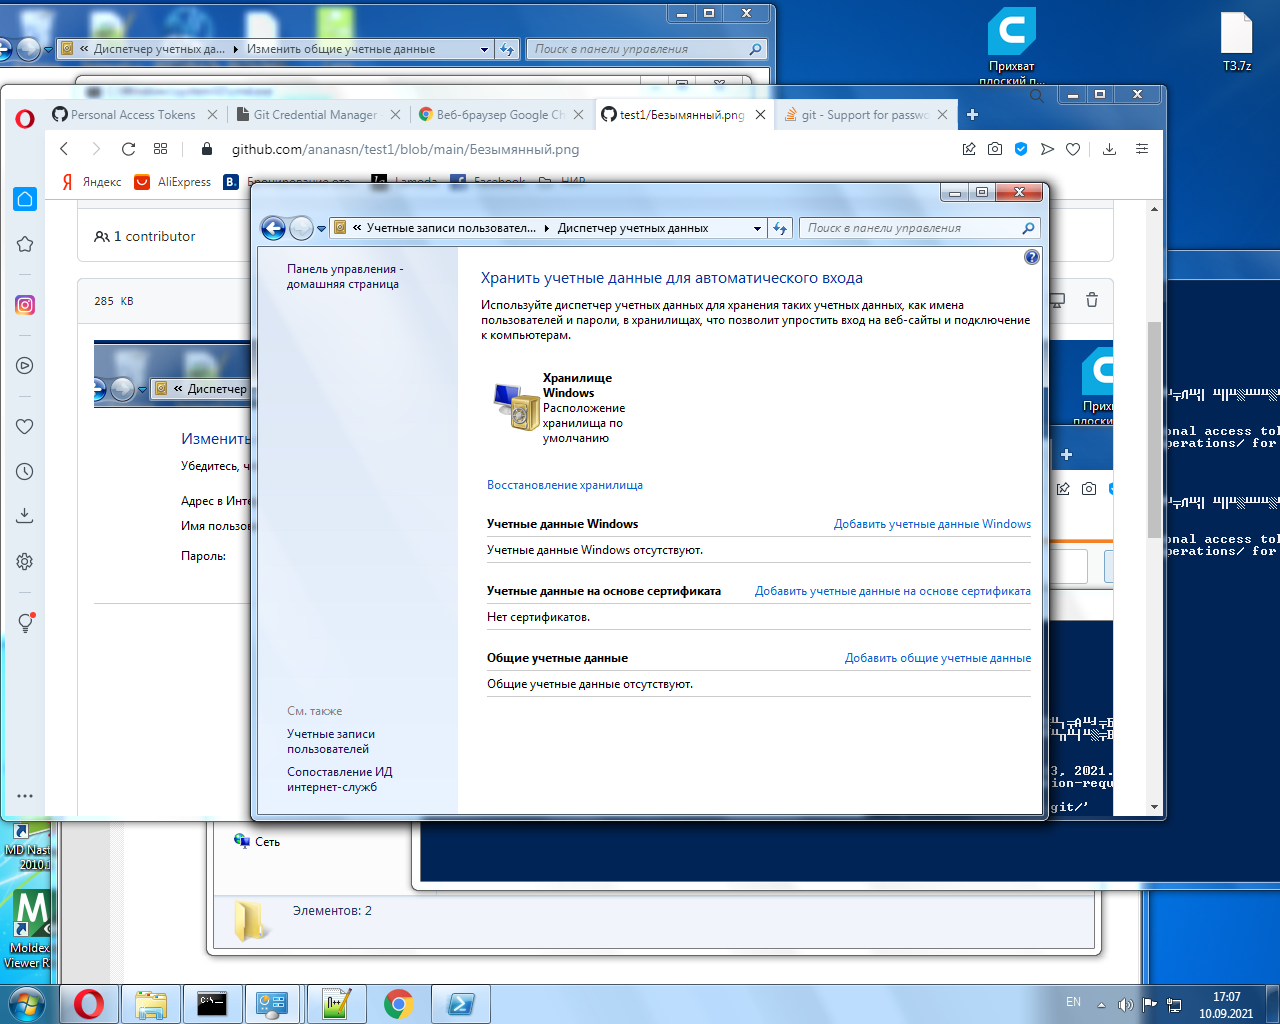 « Диспетчер учетных да... ▸ Изменить общие учетные данные
Поиск в панели управления
Прихват
плоский п...
T3.7z
Personal Access Tokens
Git Credential Manager
Веб-браузер Google Ch
test1/Безымянный.png
git - Support for passwo
github.com/ananasn/test1/blob/main/Безымянный.png
Яндекс
AliExpress
Lamoda
Facebook
НИР
1 contributor
285 KB
« Диспетчер
Изменить
Убедитесь, ч
Адрес в Инте
Имя пользов
Пароль:
« Учетные записи пользовател... ▸ Диспетчер учетных данных
Поиск в панели управления
Панель управления -
домашняя страница
Хранить учетные данные для автоматического входа
Используйте диспетчер учетных данных для хранения таких учетных данных, как имена
пользователей и пароли, в хранилищах, что позволит упростить вход на веб-сайты и подключение
к компьютерам.
Хранилище
Windows
Расположение
хранилища по
умолчанию
Восстановление хранилища
Учетные данные Windows
Добавить учетные данные Windows
Учетные данные Windows отсутствуют.
Учетные данные на основе сертификата
Добавить учетные данные на основе сертификата
Нет сертификатов.
Общие учетные данные
Добавить общие учетные данные
Общие учетные данные отсутствуют.
См. также
Учетные записи
пользователей
Сопоставление ИД
интернет-служб
Прихв
плоский п
onal access tol
perations/ for
onal access tol
perations/ for
3, 2021.
ion-requ
git/'
Сеть
Элементов: 2
MD Nast
2010.
Moldex
Viewer R
EN
17:07
10.09.2021